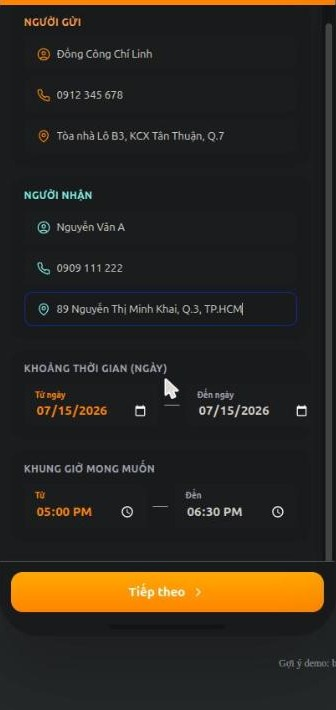 NGƯỜI GỬI
Đồng Công Chí Linh
0912 345 678
Tòa nhà Lô B3, KCX Tân Thuận, Q.7
NGƯỜI NHẬN
Nguyễn Văn A
0909 111 222
89 Nguyễn Thị Minh Khai, Q.3, TP.HCM
KHOẢNG THỜI GIAN (NGÀY)
Từ ngày
Đến ngày
07/15/2026 — 07/15/2026
KHUNG GIỜ MONG MUỐN
Từ
Đến
05:00 PM — 06:30 PM
Tiếp theo
Gợi ý demo: